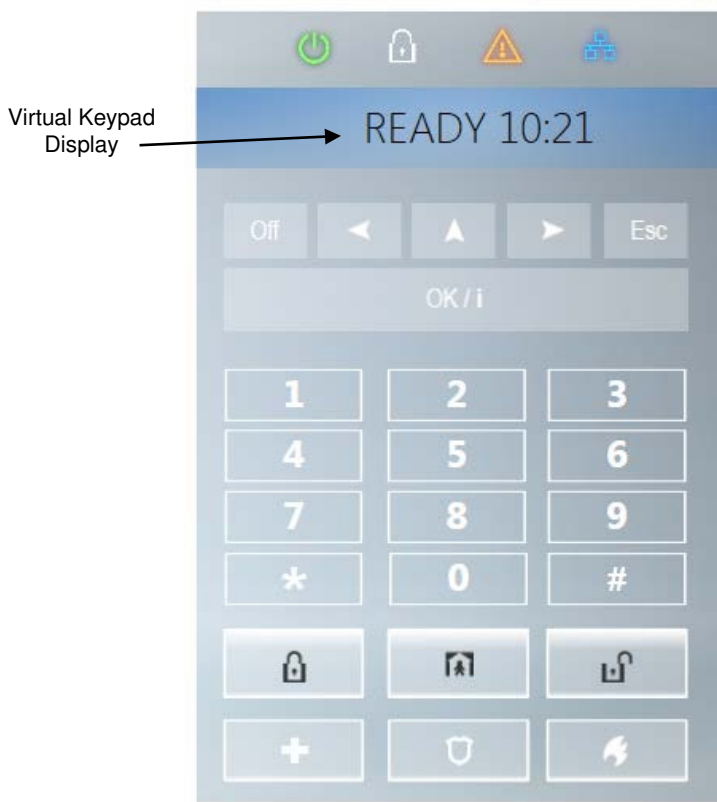 READY 10:21
Virtual Keypad
Display
Off Esc
OK / i
1 2 3
4 5 6
7 8 9
* 0 #